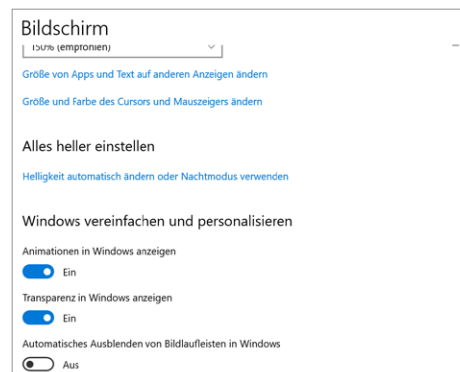 Bildschirm
150% (empfohlen)
Größe von Apps und Text auf anderen Anzeigen ändern
Größe und Farbe des Cursors und Mauszeigers ändern
Alles heller einstellen
Helligkeit automatisch ändern oder Nachtmodus verwenden
Windows vereinfachen und personalisieren
Animationen in Windows anzeigen
Ein
Transparenz in Windows anzeigen
Ein
Automatisches Ausblenden von Bildlaufleisten in Windows
Aus